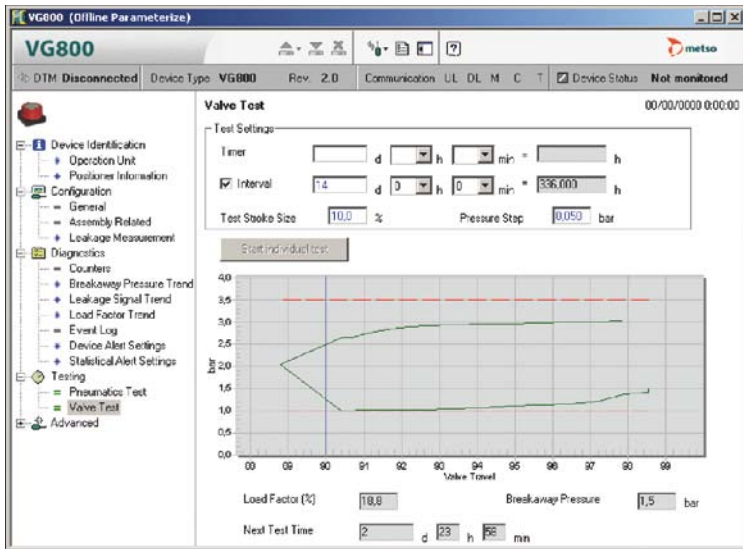 VG800 (Offline Parameterize)
VG800
metso
DTM Disconnected Device Type VG800 Rev. 2.0 Communication UL DL M C T Device Status Not monitored
Valve Test 00/00/0000 0:00:00
Device Identification
Operation Unit
Positioner Information
Configuration
General
Assembly Related
Leakage Measurement
Diagnostics
Counters
Breakaway Pressure Trend
Leakage Signal Trend
Load Factor Trend
Event Log
Device Alert Settings
Statistical Alert Settings
Testing
Pneumatics Test
Valve Test
Advanced
Test Settings
Timer d h min = h
Interval 14 d 0 h 0 min = 336,000 h
Test Stroke Size 10,0 % Pressure Step 0,050 bar
Start individual test
4,0
3,5
3,0
2,5
2,0
1,5
1,0
0,5
0,0
bar
90 91 92 94 95 96 97 99
Valve Travel
Load Factor (%) 18,8 Breakaway Pressure 1,5 bar
Next Test Time 2 d 23 h 58 min